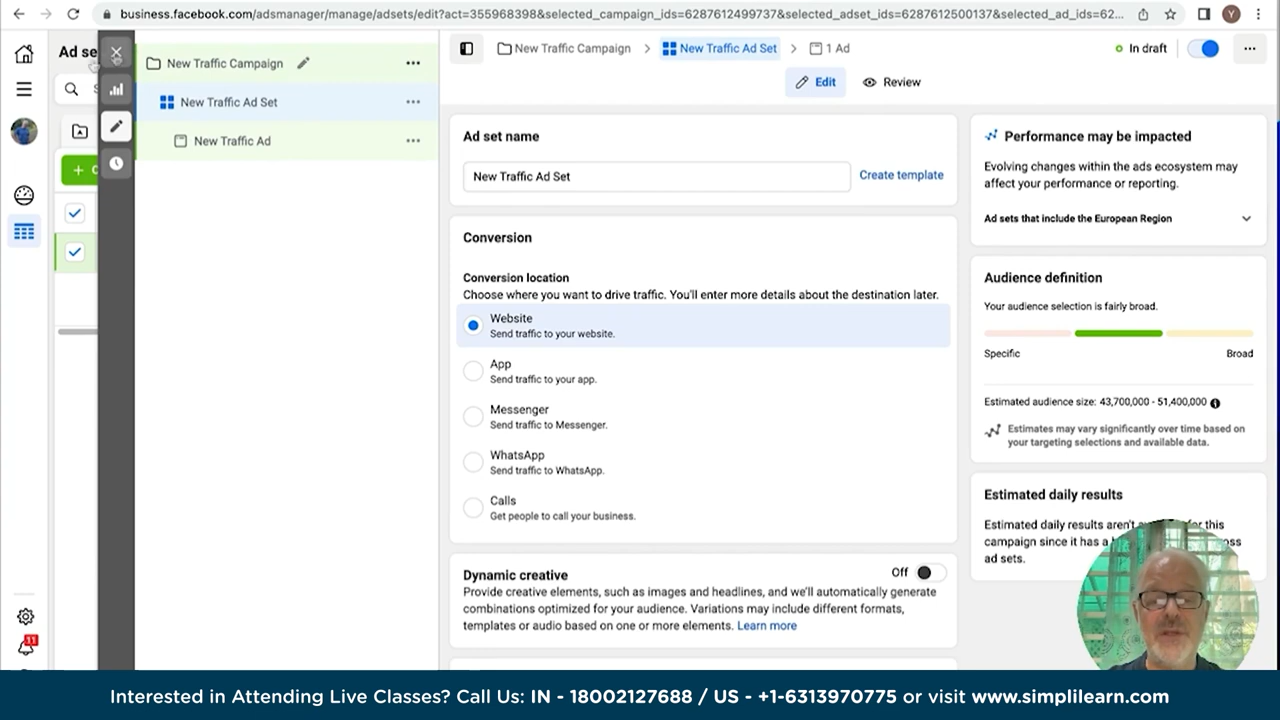 business.facebook.com/adsmanager/manage/adsets/edit?act=355968398&selected_campaign_ids=6287612499737&selected_adset_ids=6287612500137&selected_ad_ids=62...
Y
Ad se
S
C
11
New Traffic Campaign
New Traffic Ad Set
New Traffic Ad
New Traffic Campaign
New Traffic Ad Set
1 Ad
In draft
Edit
Review
Ad set name
New Traffic Ad Set
Create template
Conversion
Conversion location
Choose where you want to drive traffic. You'll enter more details about the destination later.
Website
Send traffic to your website.
App
Send traffic to your app.
Messenger
Send traffic to Messenger.
WhatsApp
Send traffic to WhatsApp.
Calls
Get people to call your business.
Dynamic creative
Off
Provide creative elements, such as images and headlines, and we'll automatically generate
combinations optimized for your audience. Variations may include different formats,
templates or audio based on one or more elements. Learn more
Performance may be impacted
Evolving changes within the ads ecosystem may
affect your performance or reporting.
Ad sets that include the European Region
Audience definition
Your audience selection is fairly broad.
Specific
Broad
Estimated audience size: 43,700,000 - 51,400,000
Estimates may vary significantly over time based on
your targeting selections and available data.
Estimated daily results
Estimated daily results aren't this
campaign since it has a
ad sets.
Interested in Attending Live Classes? Call Us: IN - 18002127688 / US - +1-6313970775 or visit www.simplilearn.com